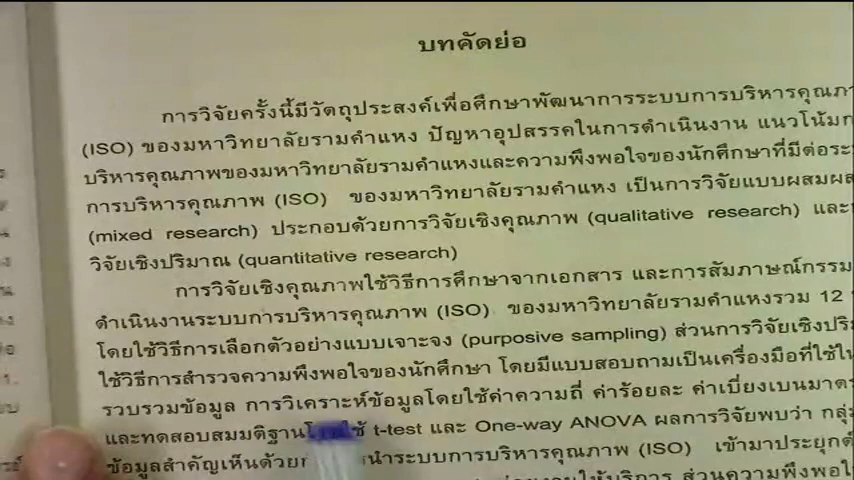 บทคัดย่อ
การวิจัยครั้งนี้มีวัตถุประสงค์เพื่อศึกษาพัฒนาการระบบการบริหารคุณภา
(ISO) ของมหาวิทยาลัยรามคำแหง ปัญหาอุปสรรคในการดำเนินงาน แนวโน้มก
บริหารคุณภาพของมหาวิทยาลัยรามคำแหงและความพึงพอใจของนักศึกษาที่มีต่อระ
การบริหารคุณภาพ (ISO) ของมหาวิทยาลัยรามคำแหง เป็นการวิจัยแบบผสมผส
(mixed research) ประกอบด้วยการวิจัยเชิงคุณภาพ (qualitative research) และ
วิจัยเชิงปริมาณ (quantitative research)
การวิจัยเชิงคุณภาพใช้วิธีการศึกษาจากเอกสาร และการสัมภาษณ์กรรม
ดำเนินงานระบบการบริหารคุณภาพ (ISO) ของมหาวิทยาลัยรามคำแหงรวม 12
โดยใช้วิธีการเลือกตัวอย่างแบบเจาะจง (purposive sampling) ส่วนการวิจัยเชิงปริ
ใช้วิธีการสำรวจความพึงพอใจของนักศึกษา โดยมีแบบสอบถามเป็นเครื่องมือที่ใช้ใ
รวบรวมข้อมูล การวิเคราะห์ข้อมูลโดยใช้ค่าความถี่ ค่าร้อยละ ค่าเบี่ยงเบนมาตร
และทดสอบสมมติฐานโดยใช้ t-test และ One-way ANOVA ผลการวิจัยพบว่า กลุ่
ข้อมูลสำคัญเห็นด้วย นำระบบการบริหารคุณภาพ (ISO) เข้ามาประยุกต์
ให้บริการ ส่วนความพึงพอใ